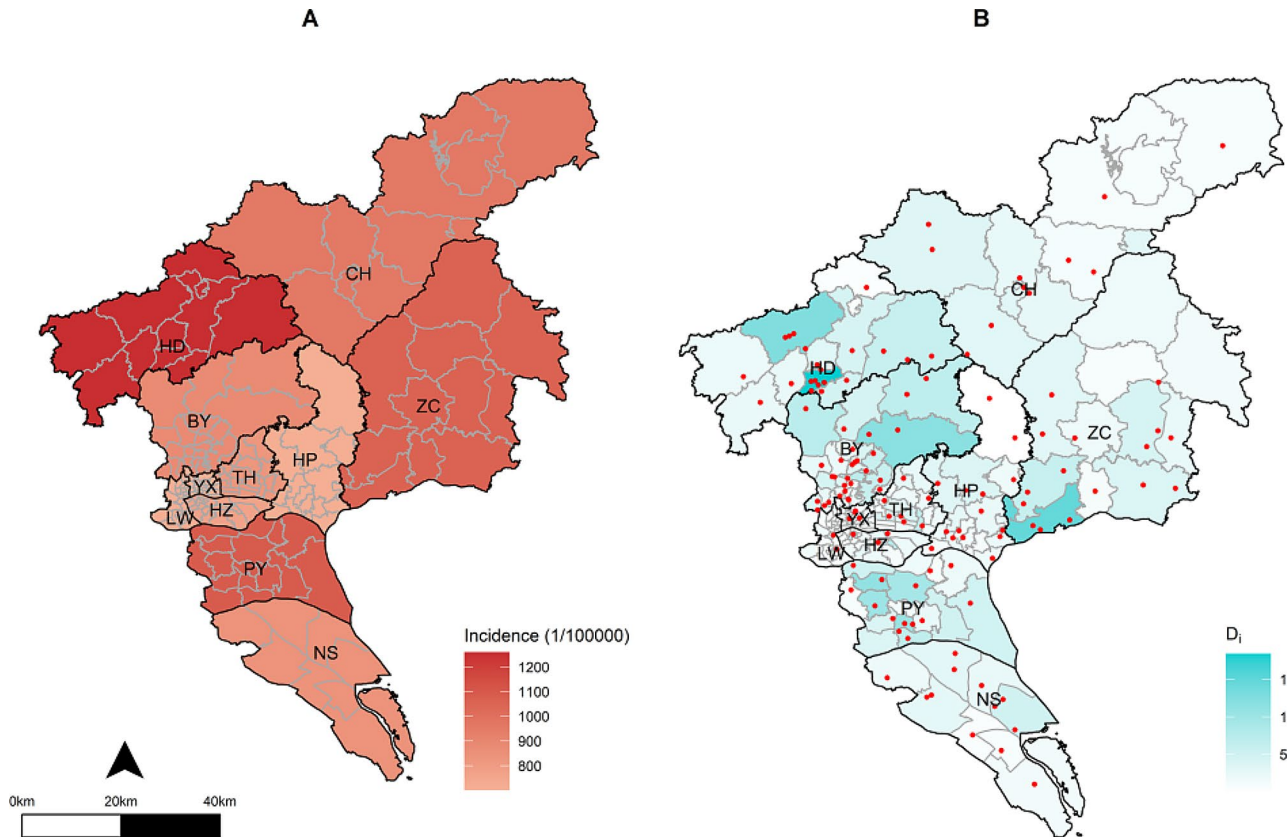 A
B
CH
HD
ZC
BY
HP
TH
YX
LW
HZ
PY
NS
Incidence (1/100000)
1200
1100
1000
900
800
0km 20km 40km
CH
HD
ZC
BY
HP
TH
YX
LW
HZ
PY
NS
Di
1
1
5